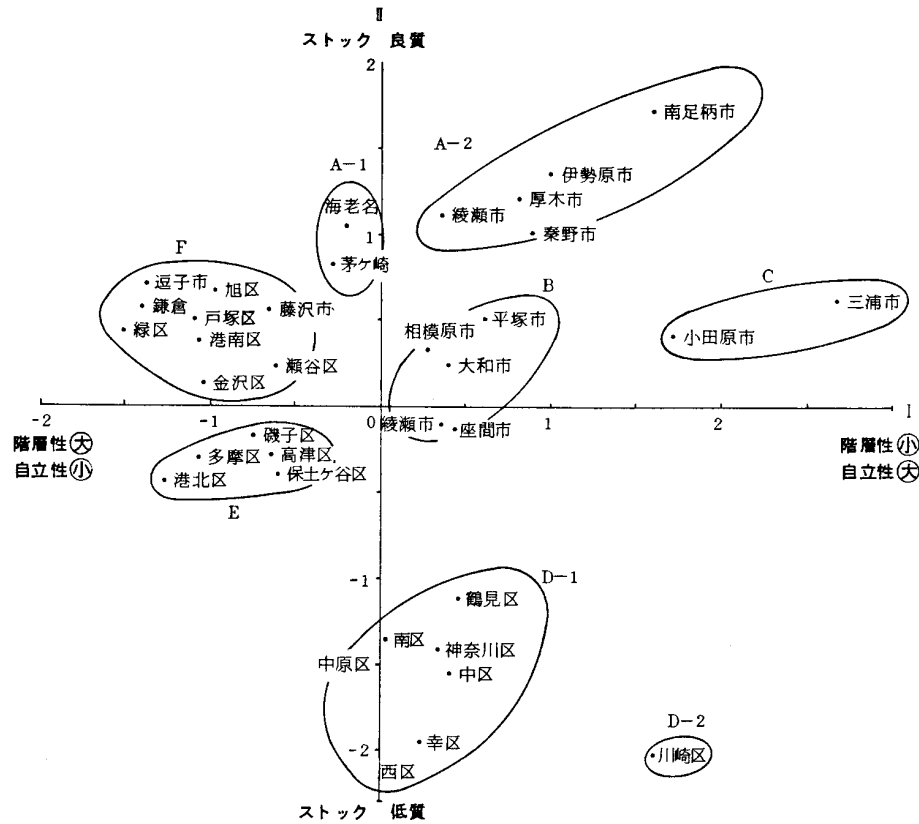 II
ストック 良質
2
南足柄市
A-2
伊勢原市
A-1
厚木市
海老名
綾瀬市
1
秦野市
茅ケ崎
F
逗子市
旭区
B
C
鎌倉
藤沢市
三浦市
戸塚区
平塚市
緑区
相模原市
港南区
小田原市
瀬谷区
大和市
金沢区
-2
-1
0
1
2
I
綾瀬市
座間市
階層性大
自立性小
階層性小
自立性大
磯子区
多摩区
高津区
港北区
保土ケ谷区
E
-1
D-1
鶴見区
南区
神奈川区
中原区
中区
D-2
幸区
-2
川崎区
西区
ストック 低質